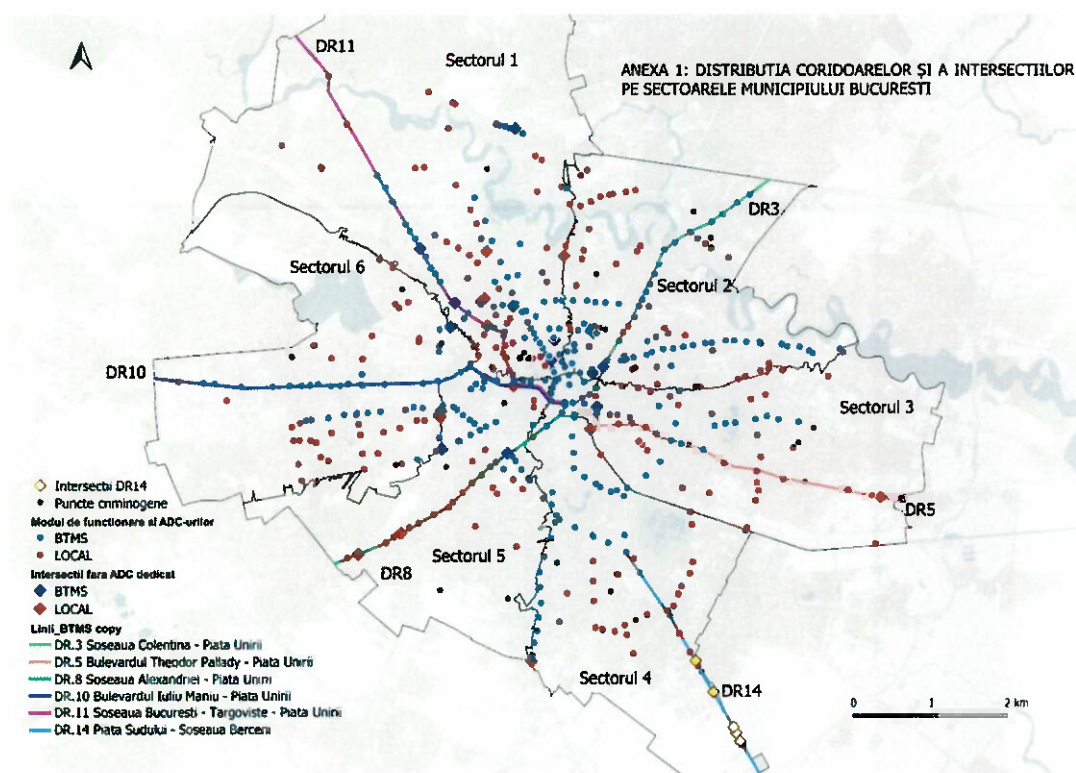 ANEXA 1: DISTRIBUTIA CORIDOARELOR ȘI A INTERSECTIILOR
PE SECTOARELE MUNICIPIULUI BUCURESTI
DR11
Sectorul 1
DR3
Sectorul 6
Sectorul 2
DR10
Sectorul 3
DR5
Sectorul 5
DR8
Sectorul 4
DR14
Intersectii DR14
Puncte criminogene
Modul de functionare al ADC-urilor
BTMS
LOCAL
Intersectii fara ADC dedicat
BTMS
LOCAL
Linii_BTMS copy
DR.3 Soseaua Colentina - Piata Unirii
DR.5 Bulevardul Theodor Pallady - Piata Unirii
DR.8 Soseaua Alexandriei - Piata Unirii
DR.10 Bulevardul Iuliu Maniu - Piata Unirii
DR.11 Soseaua Bucuresti - Targoviste - Piata Unirii
DR.14 Piata Sudului - Soseaua Berceni
0 1 2 km